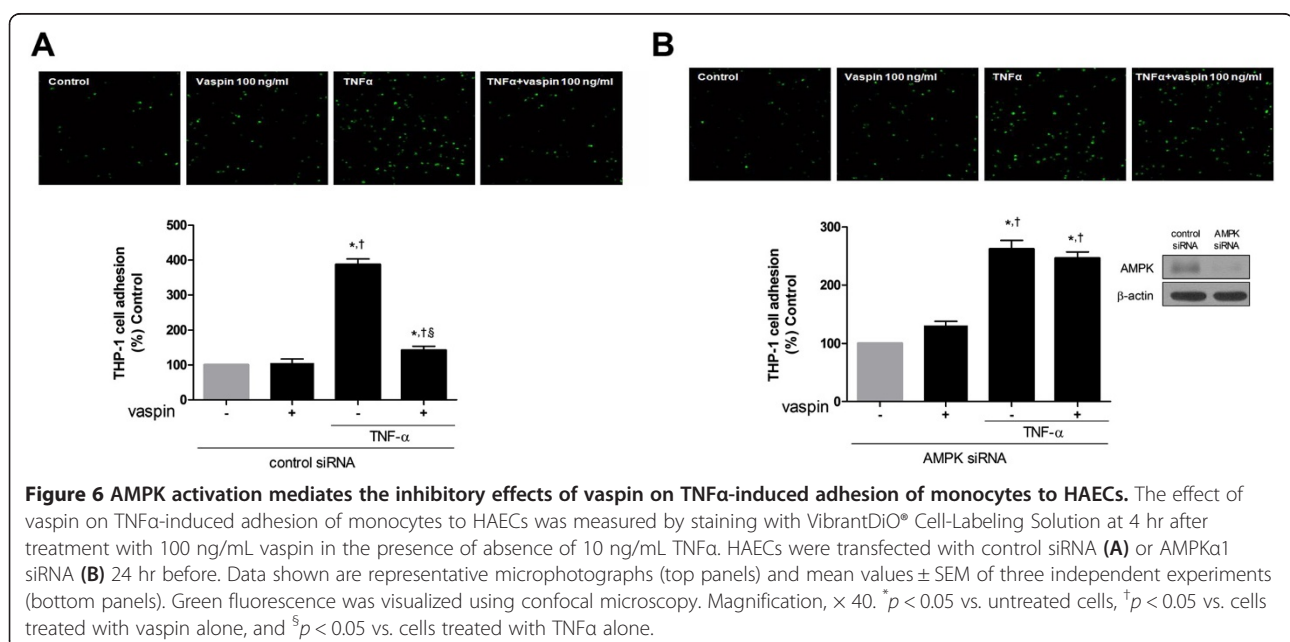 A
Control
Vaspin 100 ng/ml
TNFα
TNFα+vaspin 100 ng/ml
THP-1 cell adhesion
(%) Control
500
400
300
200
100
0
*,†
*,†§
vaspin
- + - +
TNF-α
control siRNA
B
Control
Vaspin 100 ng/ml
TNFα
TNFα+vaspin 100 ng/ml
THP-1 cell adhesion
(%) Control
300
200
100
0
*,†
*,†
vaspin
- + - +
TNF-α
AMPK siRNA
control
siRNA
AMPK
siRNA
AMPK
β-actin
Figure 6 AMPK activation mediates the inhibitory effects of vaspin on TNFα-induced adhesion of monocytes to HAECs. The effect of
vaspin on TNFα-induced adhesion of monocytes to HAECs was measured by staining with VibrantDiO® Cell-Labeling Solution at 4 hr after
treatment with 100 ng/mL vaspin in the presence of absence of 10 ng/mL TNFα. HAECs were transfected with control siRNA (A) or AMPKα1
siRNA (B) 24 hr before. Data shown are representative microphotographs (top panels) and mean values ± SEM of three independent experiments
(bottom panels). Green fluorescence was visualized using confocal microscopy. Magnification, × 40. *p < 0.05 vs. untreated cells, †p < 0.05 vs. cells
treated with vaspin alone, and §p < 0.05 vs. cells treated with TNFα alone.